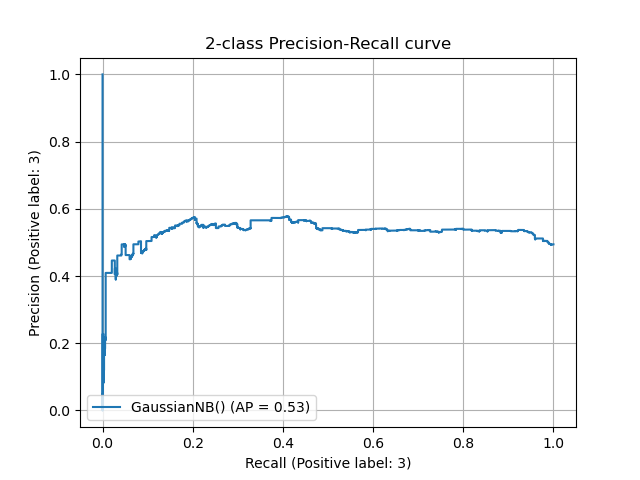 2-class Precision-Recall curve
1.0
0.8
0.6
0.4
0.2
0.0
Precision (Positive label: 3)
GaussianNB() (AP = 0.53)
0.0 0.2 0.4 0.6 0.8 1.0
Recall (Positive label: 3)